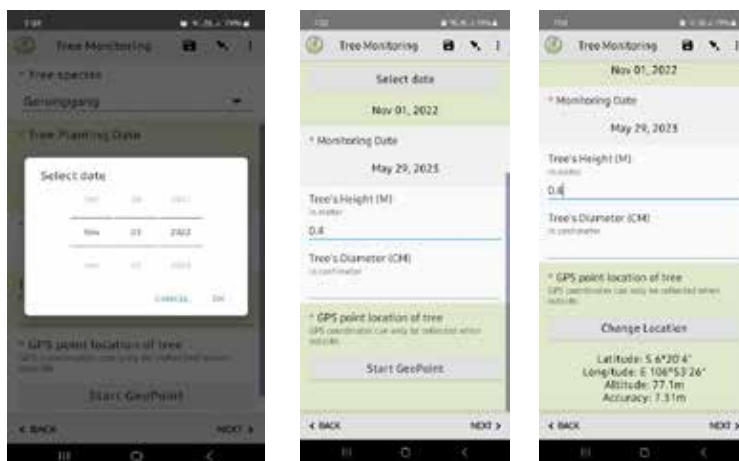 Tree Monitoring
* Tree species
Geronggang
* Tree Planting Date
Select date
Nov
2022
CANCEL
OK
* GPS point location of tree
Start GeoPoint
< BACK
NEXT >
Tree Monitoring
Select date
Nov 01, 2022
* Monitoring Date
May 29, 2023
Tree's Height (M)
in meter
0.4
Tree's Diameter (CM)
in centimeter
* GPS point location of tree
GPS coordinates can only be collected when
outside.
Start GeoPoint
< BACK
NEXT >
Tree Monitoring
Nov 01, 2022
* Monitoring Date
May 29, 2023
Tree's Height (M)
in meter
0.4
Tree's Diameter (CM)
in centimeter
* GPS point location of tree
GPS coordinates can only be collected when
outside.
Change Location
Latitude: S 6°20'4"
Longitude: E 106°53'26"
Altitude: 77.1m
Accuracy: 7.31m
< BACK
NEXT >